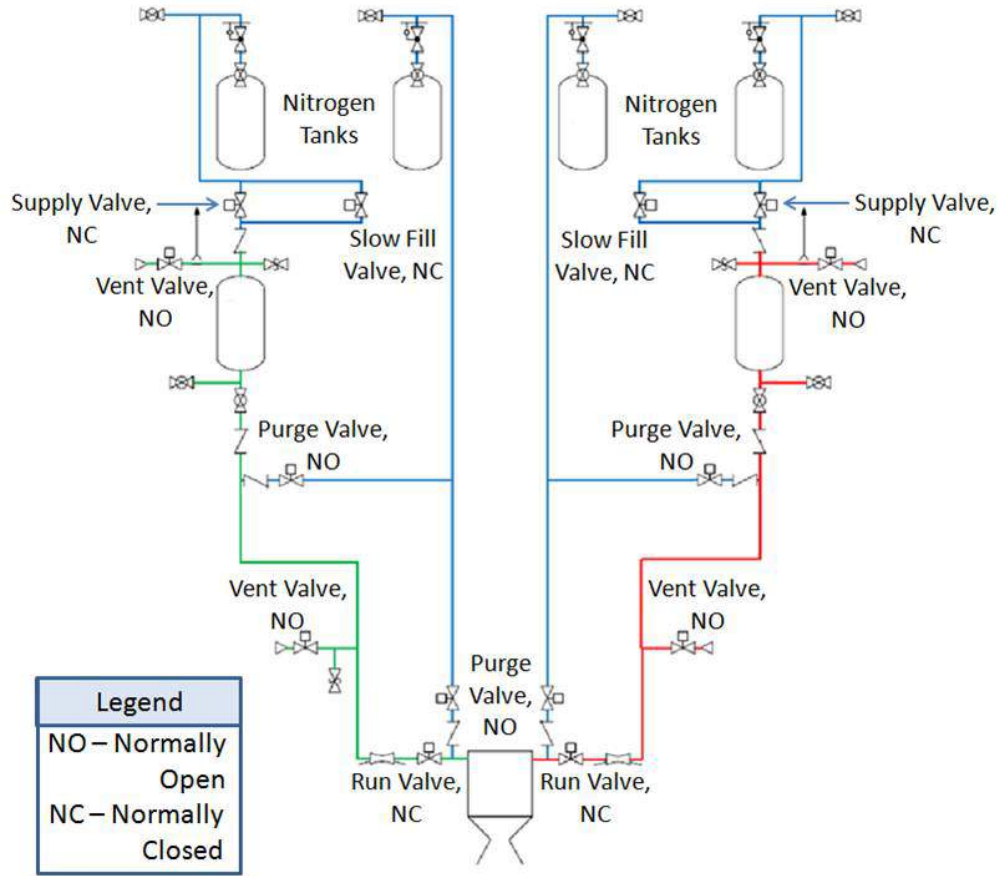 Nitrogen
Tanks
Nitrogen
Tanks
Supply Valve,
NC
Slow Fill
Valve, NC
Slow Fill
Valve, NC
Supply Valve,
NC
Vent Valve,
NO
Vent Valve,
NO
Purge Valve,
NO
Purge Valve,
NO
Vent Valve,
NO
Vent Valve,
NO
Purge
Valve,
NO
Run Valve,
NC
Run Valve,
NC
Legend
NO – Normally
Open
NC – Normally
Closed